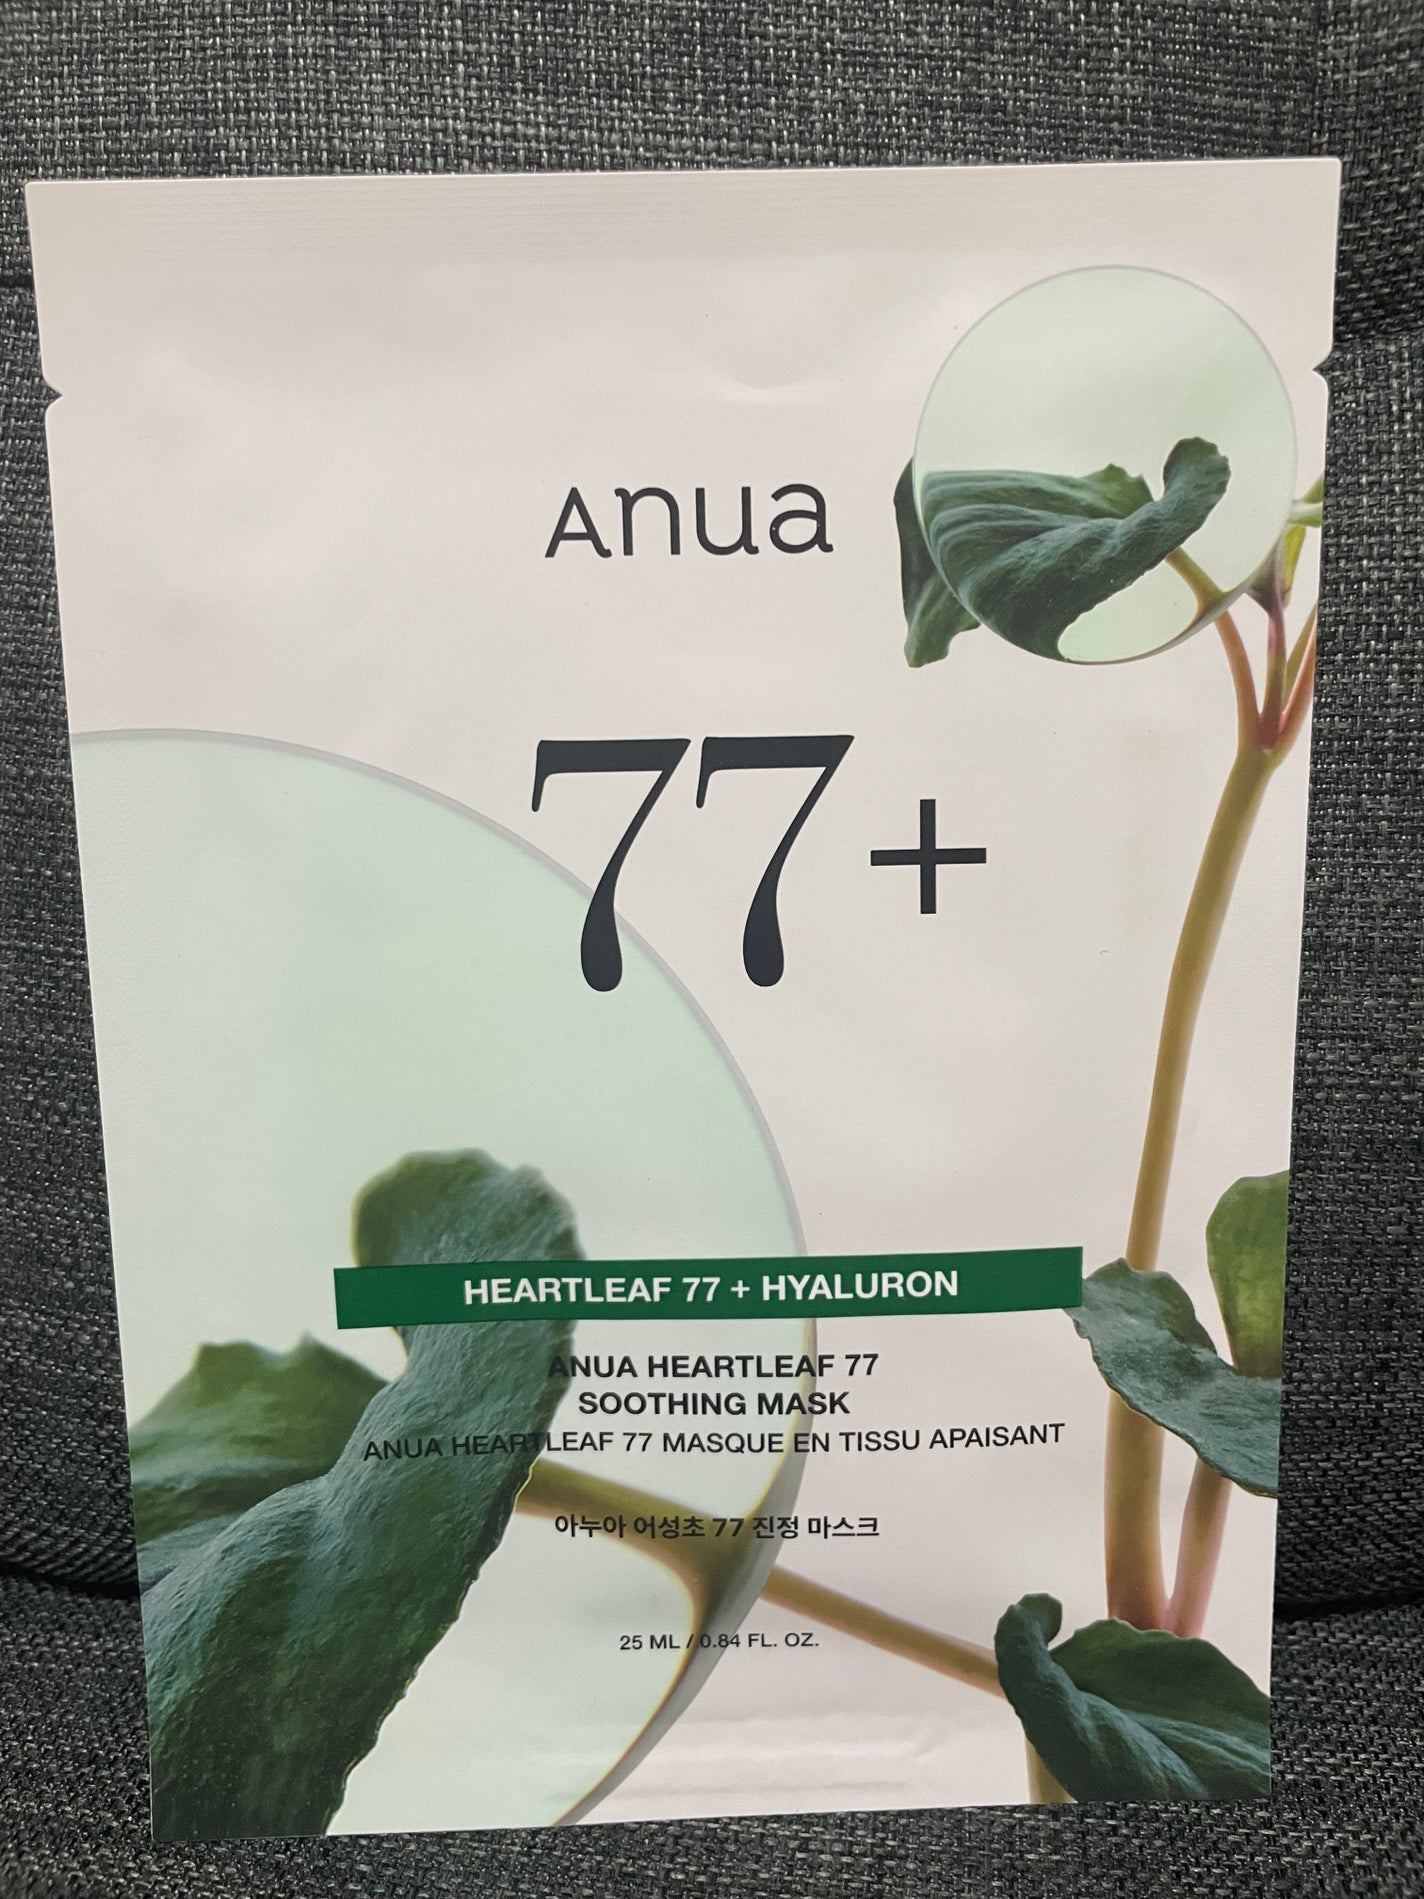 Anua
77+
HEARTLEAF 77 + HYALURON
ANUA HEARTLEAF 77
SOOTHING MASK
ANUA HEARTLEAF 77 MASQUE EN TISSU APAISANT
아누아 어성초 77 진정 마스크
25 ML / 0.84 FL. OZ.